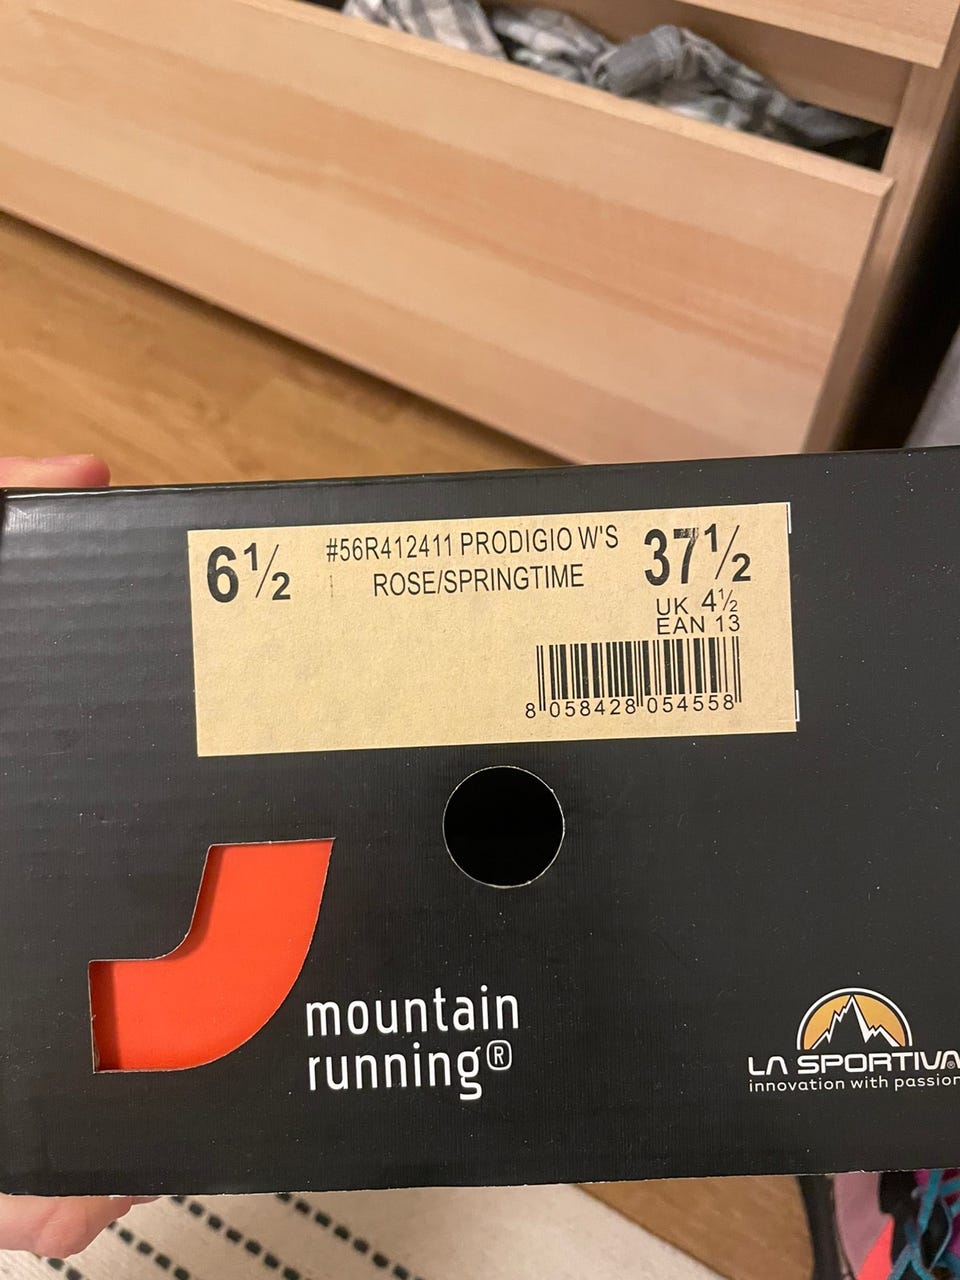 6½
#56R412411 PRODIGIO W'S
ROSE/SPRINGTIME
37½
UK 4½
EAN 13
8 058428 054558
mountain
running®
LA SPORTIVA®
innovation with passion